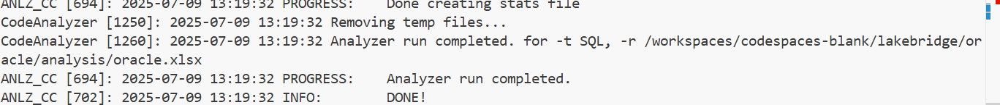 ANLZ_CC [694]: 2025-07-09 13:19:32 PROGRESS:    Done creating stats file
CodeAnalyzer [1250]: 2025-07-09 13:19:32 Removing temp files...
CodeAnalyzer [1260]: 2025-07-09 13:19:32 Analyzer run completed. for -t SQL, -r /workspaces/codespaces-blank/lakebridge/or
acle/analysis/oracle.xlsx
ANLZ_CC [694]: 2025-07-09 13:19:32 PROGRESS:    Analyzer run completed.
ANLZ_CC [702]: 2025-07-09 13:19:32 INFO:        DONE!